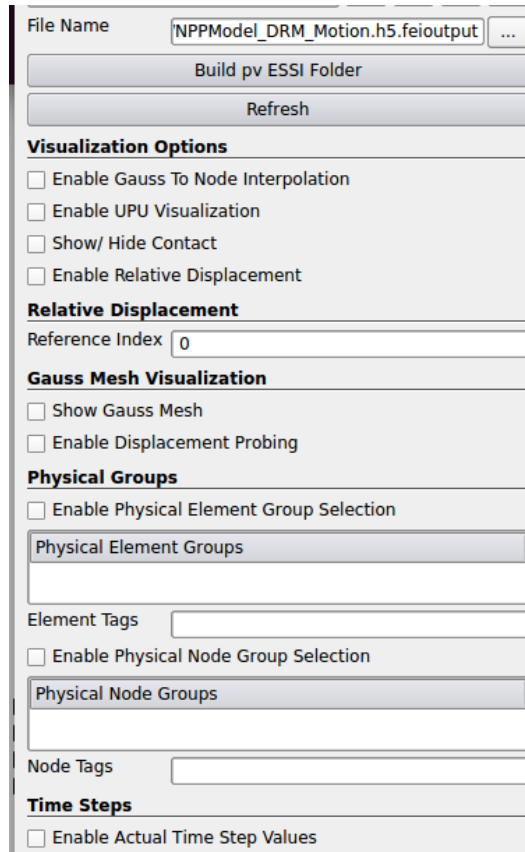 File Name 'NPPModel_DRM_Motion.h5.feioutput ...
Build pv ESSI Folder
Refresh
Visualization Options
Enable Gauss To Node Interpolation
Enable UPU Visualization
Show/ Hide Contact
Enable Relative Displacement
Relative Displacement
Reference Index 0
Gauss Mesh Visualization
Show Gauss Mesh
Enable Displacement Probing
Physical Groups
Enable Physical Element Group Selection
Physical Element Groups
Element Tags
Enable Physical Node Group Selection
Physical Node Groups
Node Tags
Time Steps
Enable Actual Time Step Values